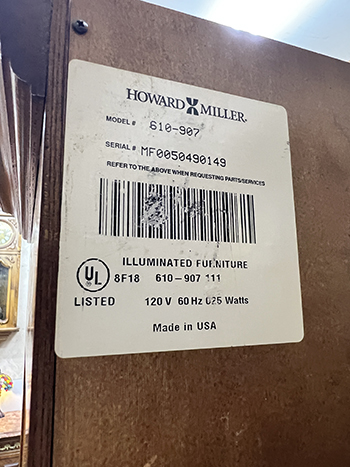 HOWARD MILLER.
MODEL # 610-907
SERIAL # MF0050490149
REFER TO THE ABOVE WHEN REQUESTING PARTS/SERVICES
ILLUMINATED FURNITURE
UL 8F18 610-907 111
LISTED 120 V 60 Hz 025 Watts
Made in USA